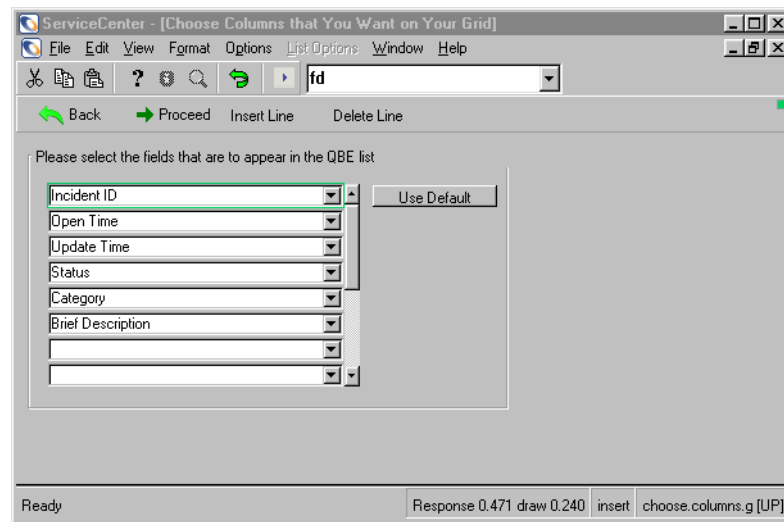 ServiceCenter - [Choose Columns that You Want on Your Grid]
File Edit View Format Options List Options Window Help
fd
Back Proceed Insert Line Delete Line
Please select the fields that are to appear in the QBE list
Incident ID
Use Default
Open Time
Update Time
Status
Category
Brief Description
Ready Response 0.471 draw 0.240 insert choose.columns.g [UP]